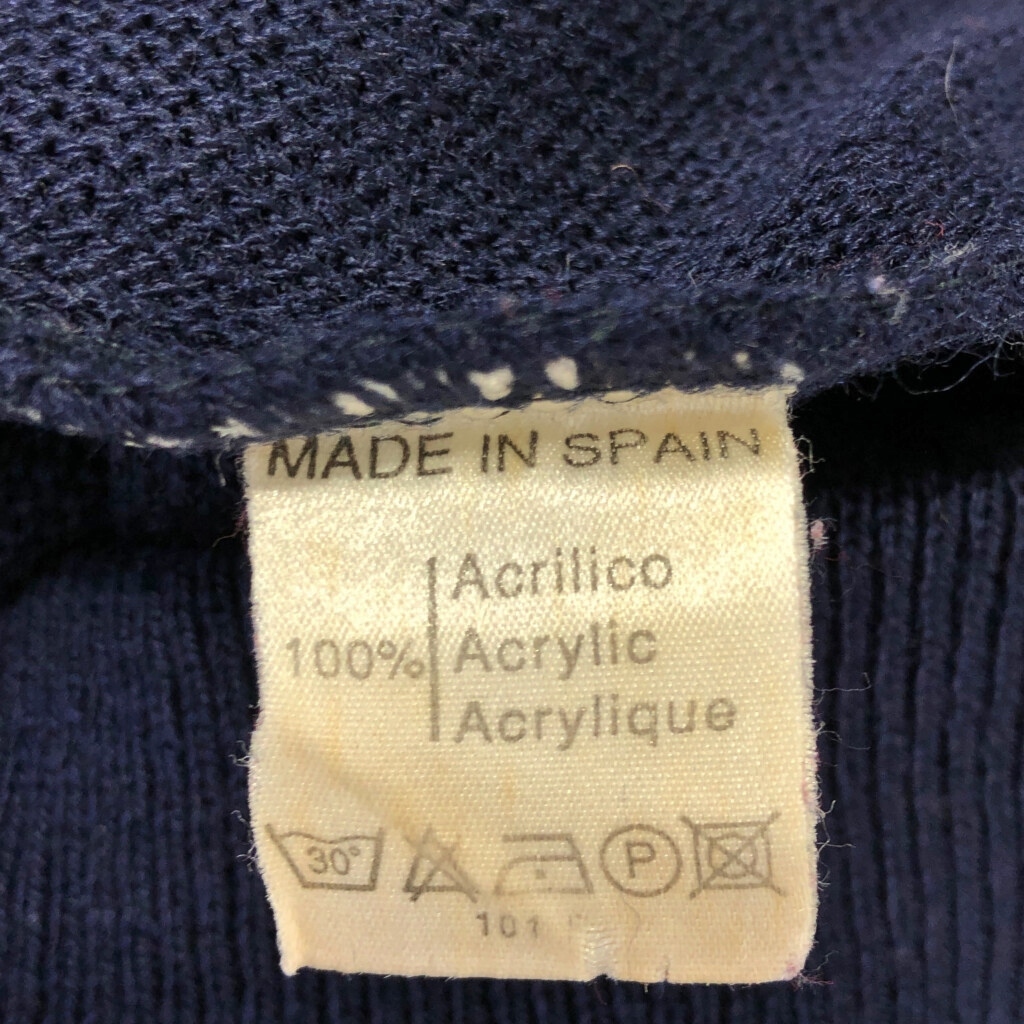 MADE IN SPAIN
Acrilico
100% Acrylic
Acrylique
30° P
101